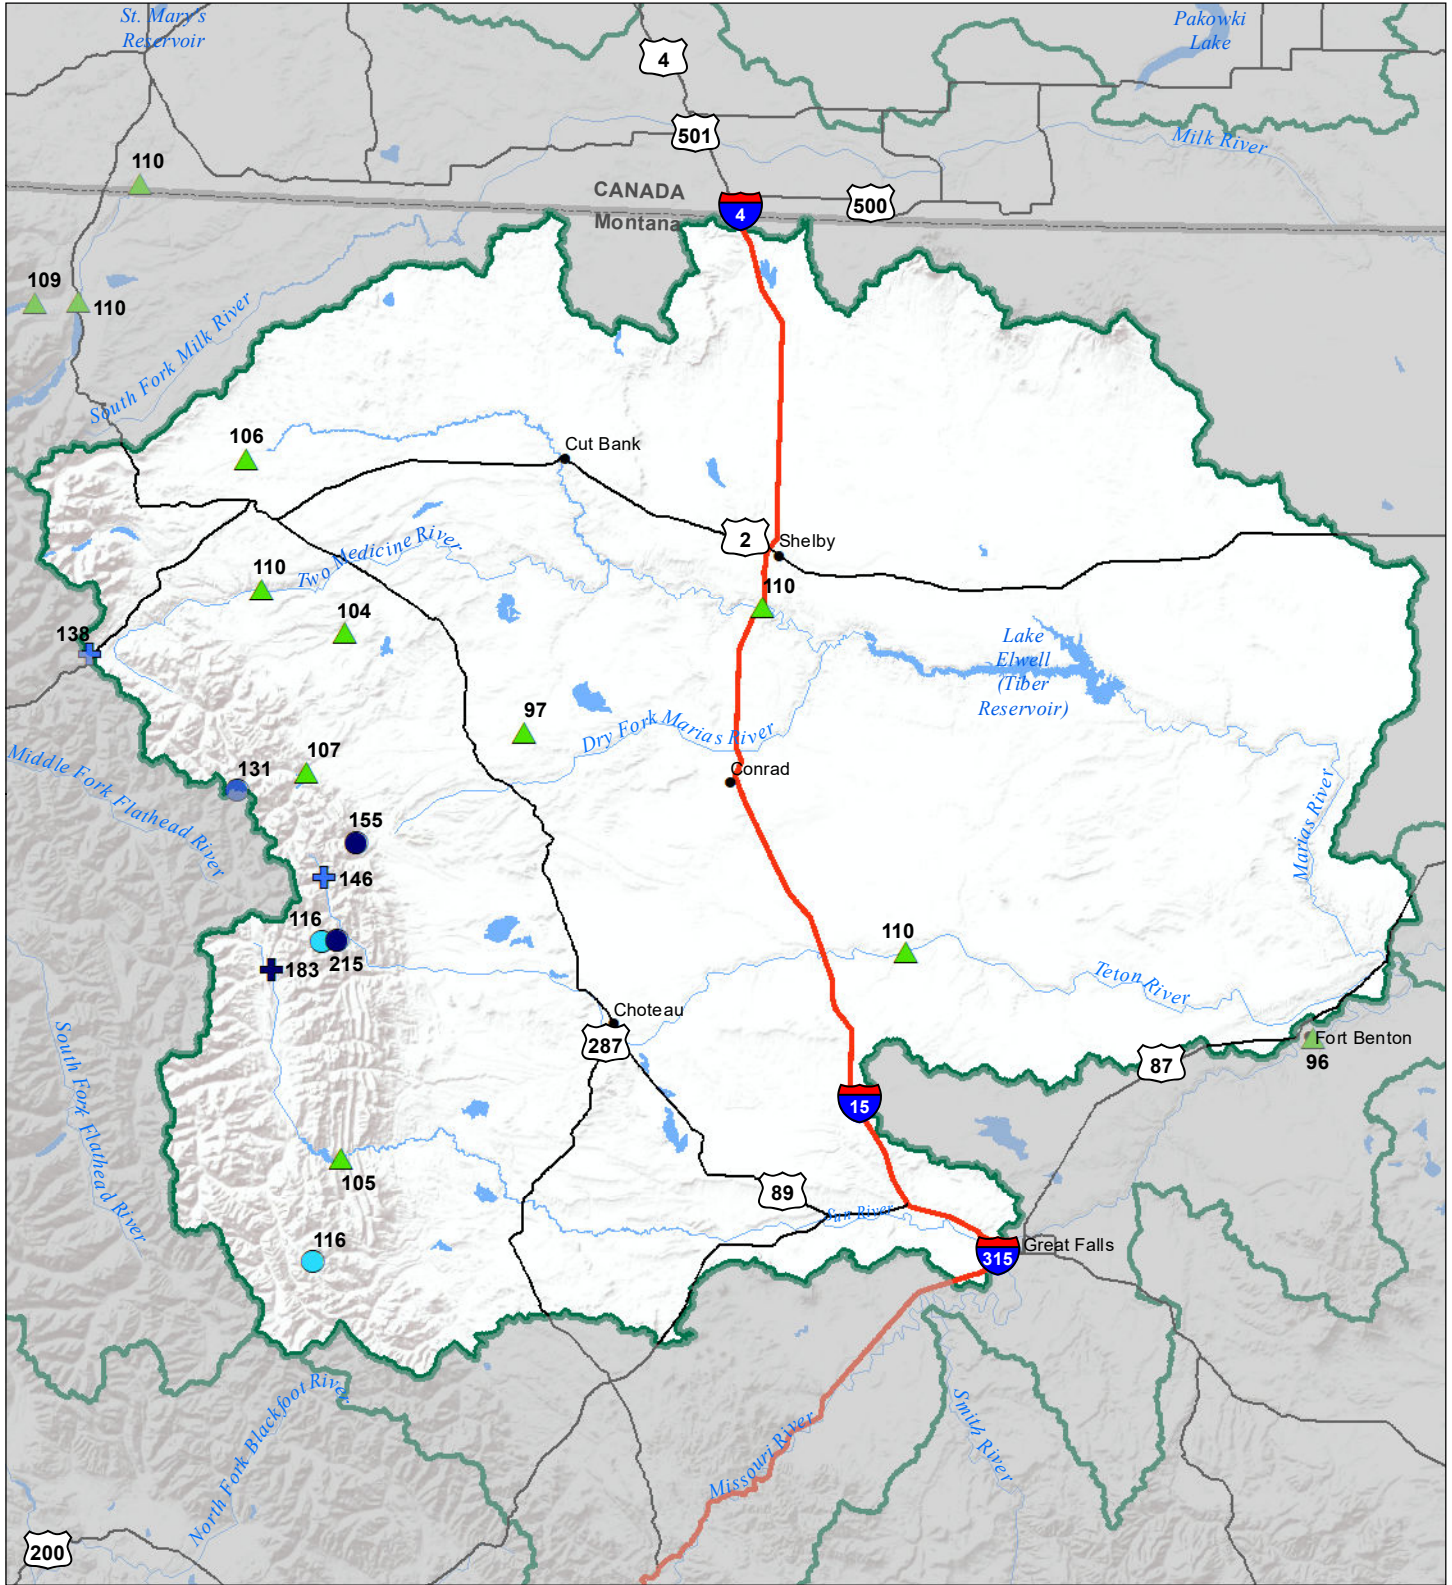 St. Mary's
Reservoir
Pakowki
Lake
4
501
Milk River
110
CANADA
Montana
4
500
109
110
South Fork Milk River
106
Cut Bank
2
Shelby
Two Medicine River
110
110
104
138
Lake
Elwell
(Tiber
Reservoir)
97
Dry Fork Marias River
107
131
Conrad
Middle Fork Flathead River
155
Marias River
146
116
215
183
110
Teton River
Choteau
287
South Fork Flathead River
Fort Benton
96
87
15
105
89
Sun River
116
Great Falls
315
North Fork Blackfoot River
Missouri River
Smith River
200